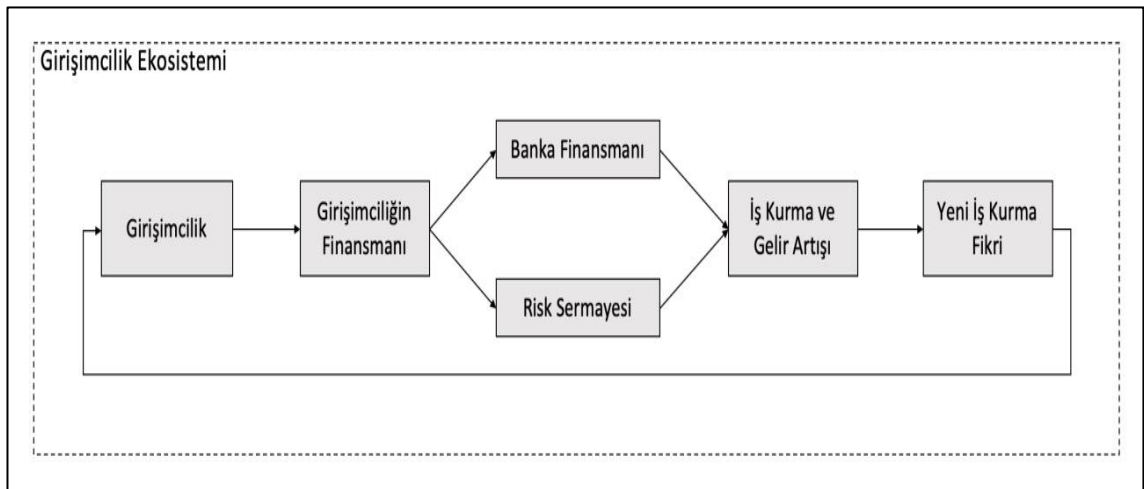 Girişimcilik Ekosistemi
Girişimcilik
Girişimciliğin
Finansmanı
Banka Finansmanı
Risk Sermayesi
İş Kurma ve
Gelir Artışı
Yeni İş Kurma
Fikri